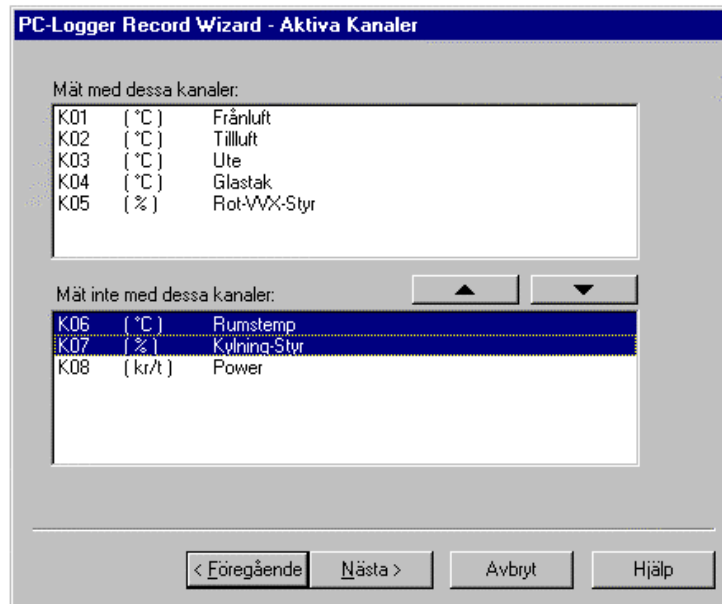 PC-Logger Record Wizard - Aktiva Kanaler
Mät med dessa kanaler:
K01 ( °C ) Frånluft
K02 ( °C ) Tillluft
K03 ( °C ) Ute
K04 ( °C ) Glastak
K05 ( % ) Rot-VVX-Styr
Mät inte med dessa kanaler:
K06 ( °C ) Rumstemp
K07 ( % ) Kylning-Styr
K08 ( kr/t ) Power
< Föregående Nästa > Avbryt Hjälp